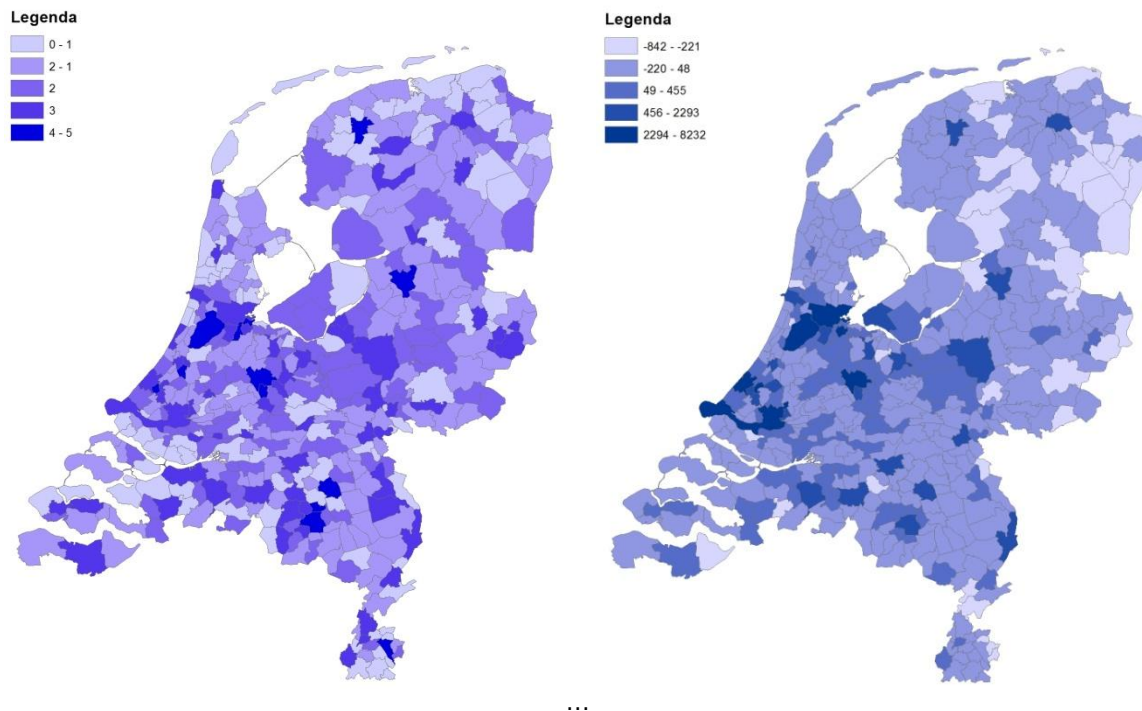 Legenda
0 - 1
2 - 1
2
3
4 - 5
Legenda
-842 - -221
-220 - 48
49 - 455
456 - 2293
2294 - 8232
...